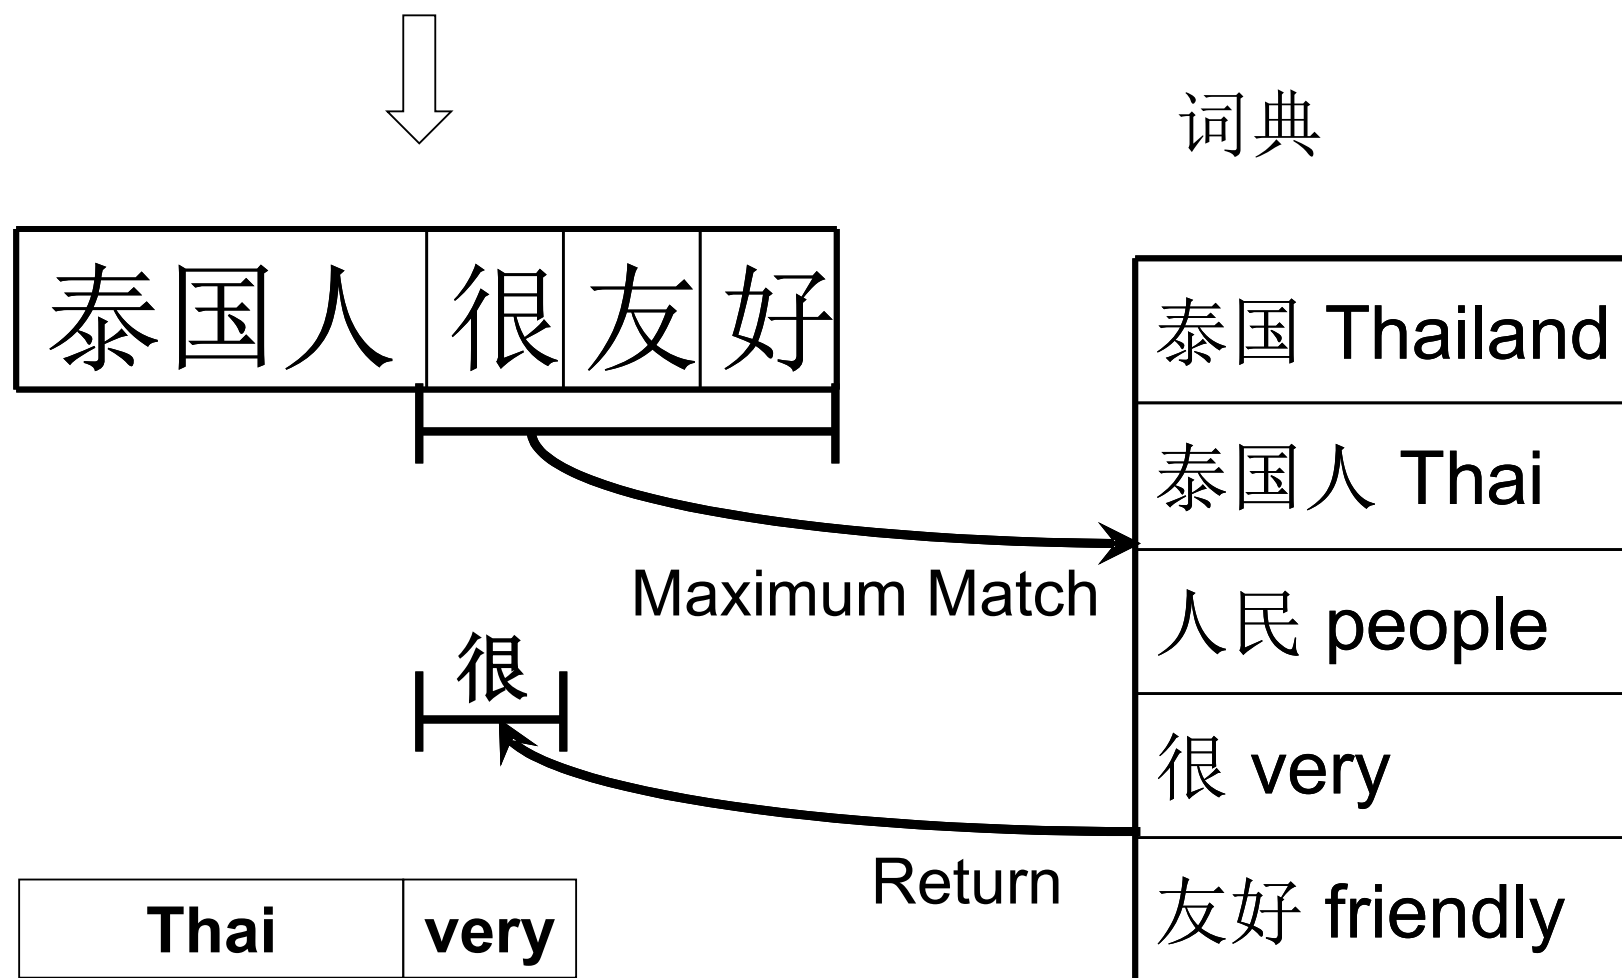 词典
泰国人 很 友 好
泰国 Thailand
泰国人 Thai
Maximum Match
人民 people
很
很 very
Return
友好 friendly
Thai very